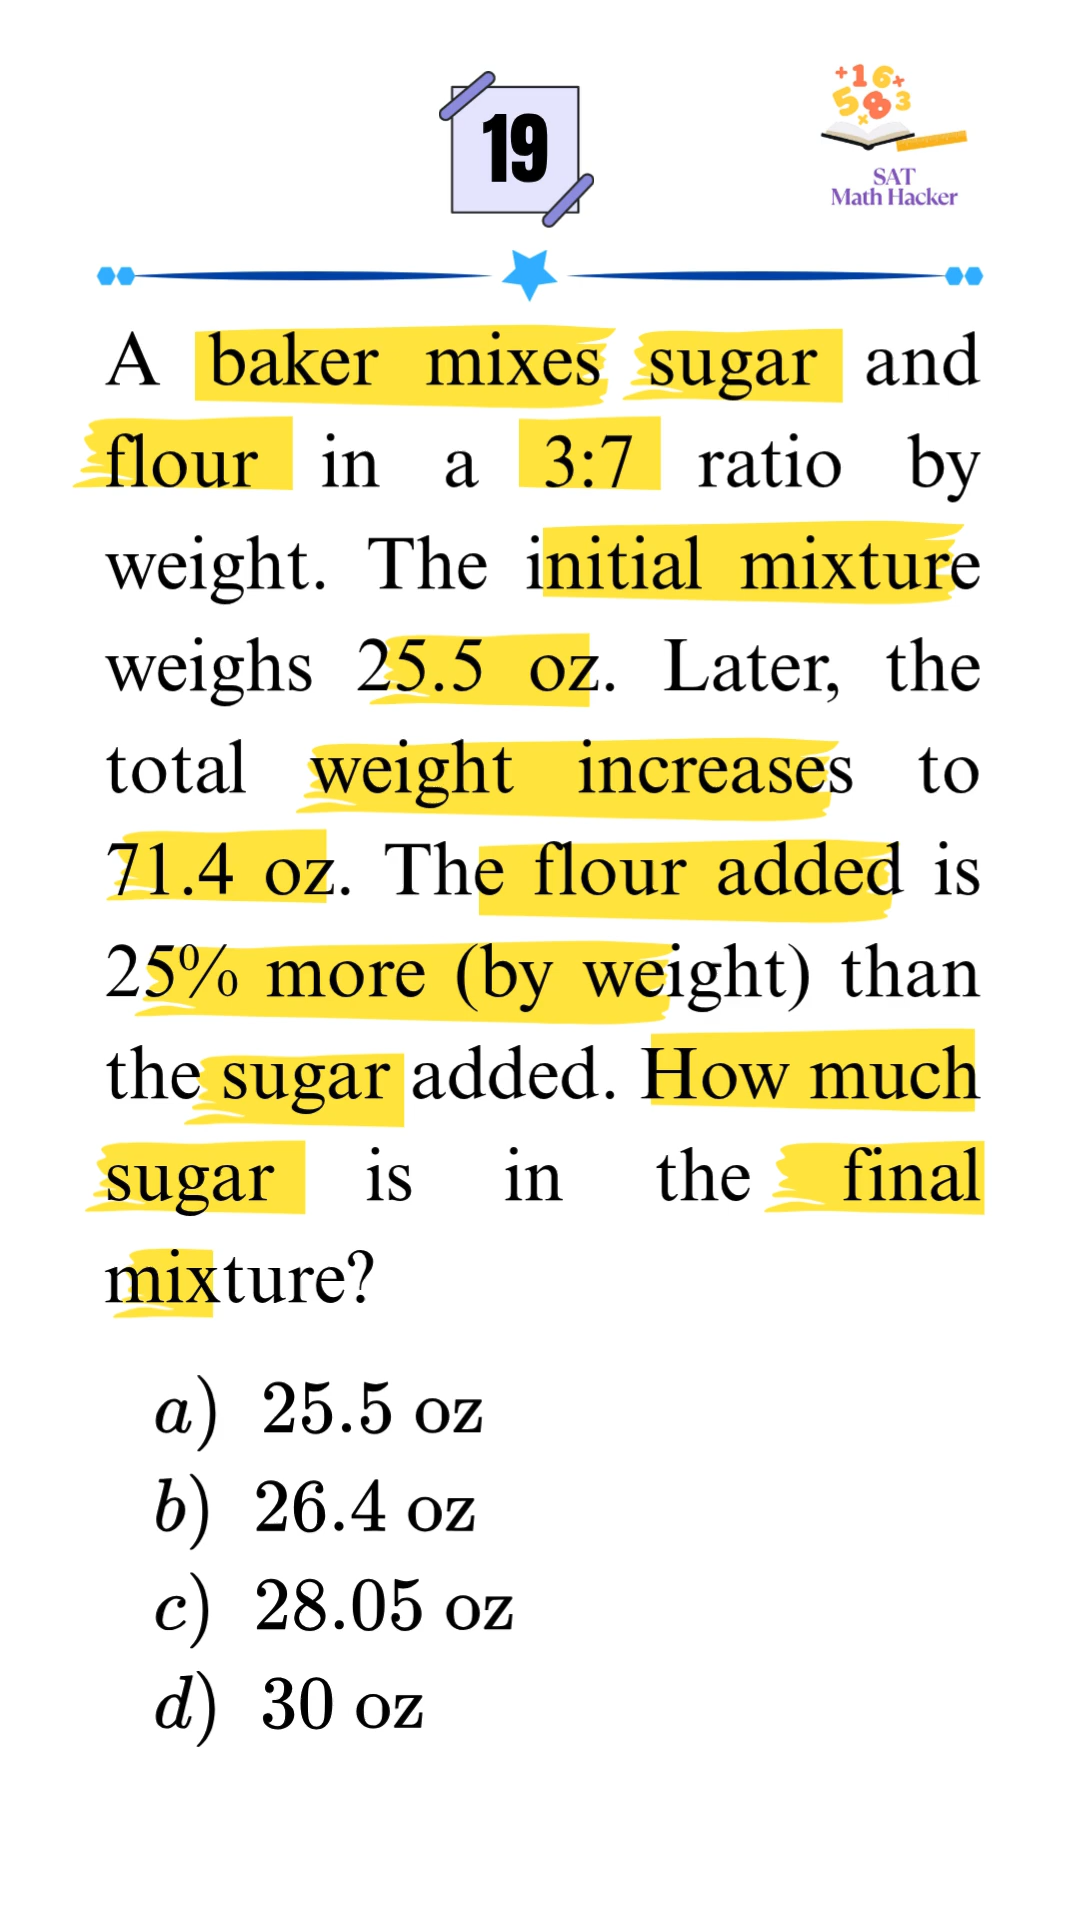 19
+16+
583
×
SAT
Math Hacker
A baker mixes sugar and
flour in a 3:7 ratio by
weight. The initial mixture
weighs 25.5 oz. Later, the
total weight increases to
71.4 oz. The flour added is
25% more (by weight) than
the sugar added. How much
sugar is in the final
mixture?
a) 25.5 oz
b) 26.4 oz
c) 28.05 oz
d) 30 oz